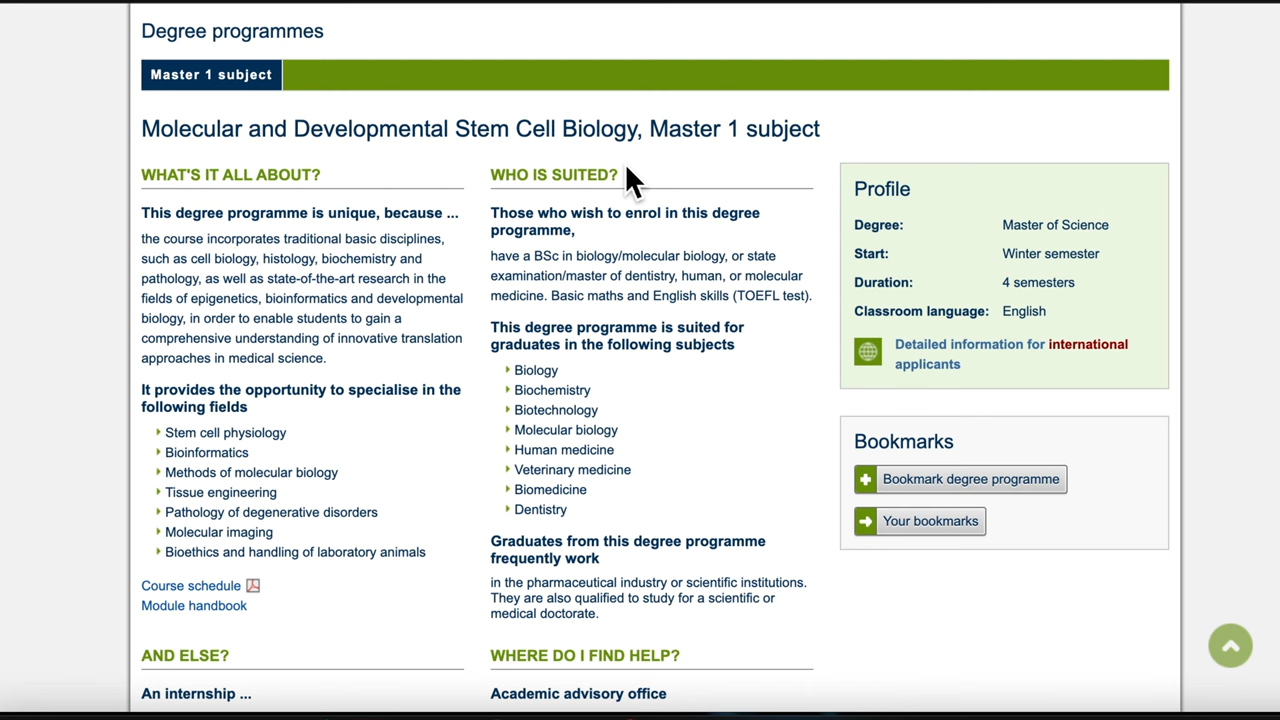 Degree programmes
Master 1 subject
Molecular and Developmental Stem Cell Biology, Master 1 subject
WHAT'S IT ALL ABOUT?
This degree programme is unique, because ...
the course incorporates traditional basic disciplines,
such as cell biology, histology, biochemistry and
pathology, as well as state-of-the-art research in the
fields of epigenetics, bioinformatics and developmental
biology, in order to enable students to gain a
comprehensive understanding of innovative translation
approaches in medical science.
It provides the opportunity to specialise in the
following fields
Stem cell physiology
Bioinformatics
Methods of molecular biology
Tissue engineering
Pathology of degenerative disorders
Molecular imaging
Bioethics and handling of laboratory animals
Course schedule
Module handbook
AND ELSE?
An internship ...
WHO IS SUITED?
Those who wish to enrol in this degree
programme,
have a BSc in biology/molecular biology, or state
examination/master of dentistry, human, or molecular
medicine. Basic maths and English skills (TOEFL test).
This degree programme is suited for
graduates in the following subjects
Biology
Biochemistry
Biotechnology
Molecular biology
Human medicine
Veterinary medicine
Biomedicine
Dentistry
Graduates from this degree programme
frequently work
in the pharmaceutical industry or scientific institutions.
They are also qualified to study for a scientific or
medical doctorate.
WHERE DO I FIND HELP?
Academic advisory office
Profile
Degree: Master of Science
Start: Winter semester
Duration: 4 semesters
Classroom language: English
Detailed information for international
applicants
Bookmarks
Bookmark degree programme
Your bookmarks